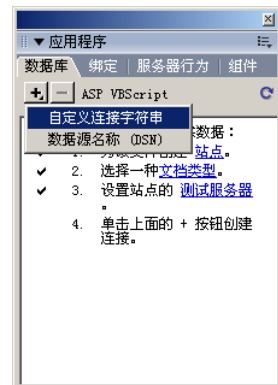 应用程序
数据库 绑定 服务器行为 组件
ASP VBScript
自定义连接字符串
数据源名称 (DSN)
数据:
站点。
2. 选择一种文档类型。
3. 设置站点的 测试服务器
。
4. 单击上面的 + 按钮创建
连接。